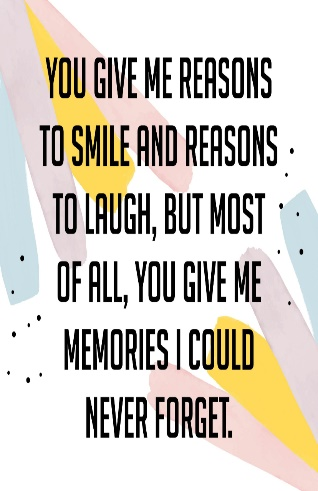 YOU GIVE ME REASONS
TO SMILE AND REASONS
TO LAUGH, BUT MOST
OF ALL, YOU GIVE ME
MEMORIES I COULD
NEVER FORGET.